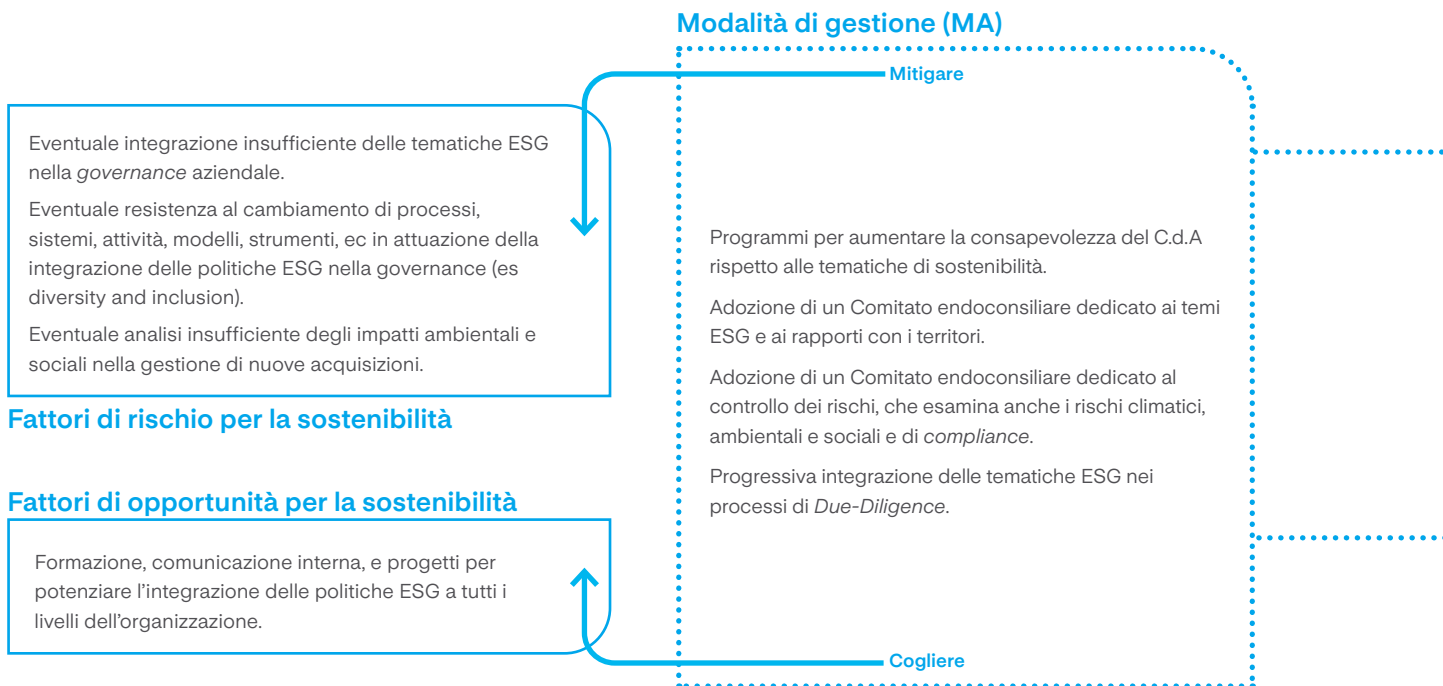 Modalità di gestione (MA)
Mitigare
Eventuale integrazione insufficiente delle tematiche ESG
nella governance aziendale.
Eventuale resistenza al cambiamento di processi,
sistemi, attività, modelli, strumenti, ec in attuazione della
integrazione delle politiche ESG nella governance (es
diversity and inclusion).
Eventuale analisi insufficiente degli impatti ambientali e
sociali nella gestione di nuove acquisizioni.
Fattori di rischio per la sostenibilità
Fattori di opportunità per la sostenibilità
Formazione, comunicazione interna, e progetti per
potenziare l’integrazione delle politiche ESG a tutti i
livelli dell’organizzazione.
Programmi per aumentare la consapevolezza del C.d.A
rispetto alle tematiche di sostenibilità.
Adozione di un Comitato endoconsiliare dedicato ai temi
ESG e ai rapporti con i territori.
Adozione di un Comitato endoconsiliare dedicato al
controllo dei rischi, che esamina anche i rischi climatici,
ambientali e sociali e di compliance.
Progressiva integrazione delle tematiche ESG nei
processi di Due-Diligence.
Cogliere